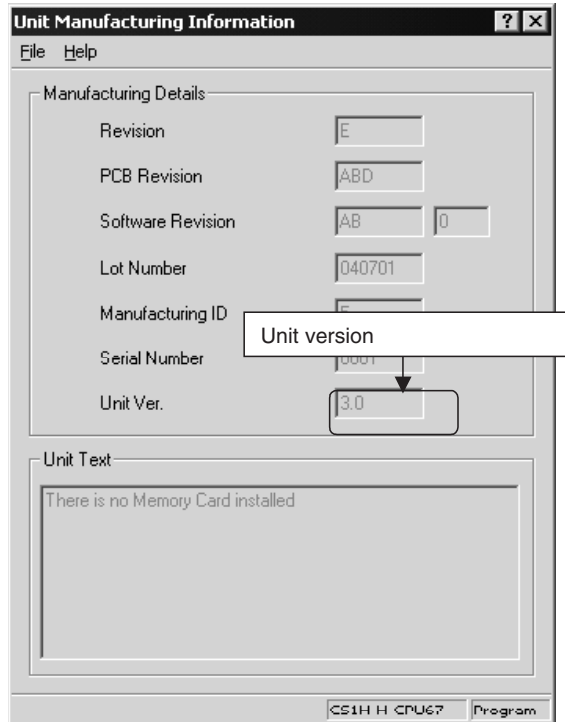 Unit Manufacturing Information
File Help
Manufacturing Details
Revision E
PCB Revision ABD
Software Revision AB 0
Lot Number 040701
Manufacturing ID
Unit version
Serial Number 0001
Unit Ver. 3.0
Unit Text
There is no Memory Card installed
CS1H-H CPU67 Program